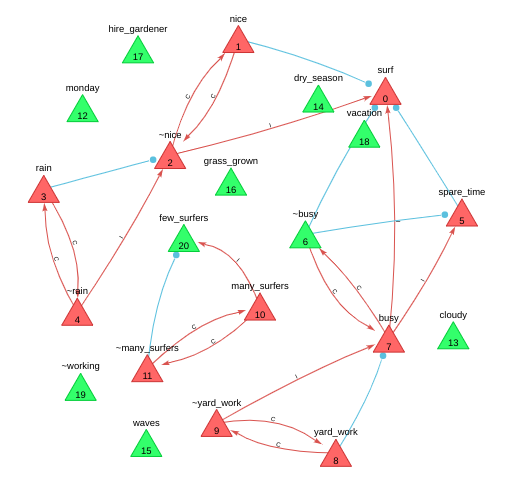 nice
1
hire_gardener
17
surf
0
dry_season
14
monday
12
vacation
18
~nice
2
rain
3
grass_grown
16
spare_time
5
few_surfers
20
~busy
6
many_surfers
10
~rain
4
busy
7
cloudy
13
~many_surfers
11
~working
19
~yard_work
9
waves
15
yard_work
8
c
c
c
c
c
c
c
c
c
c
i
i
i
i
i
i